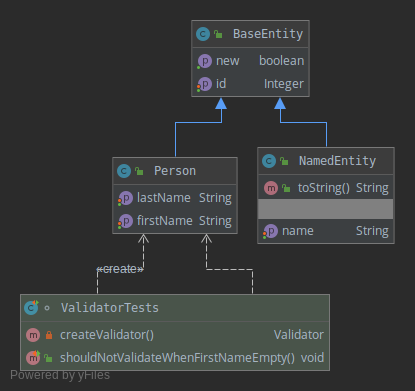 BaseEntity
new boolean
id Integer
Person
lastName String
firstName String
NamedEntity
toString() String
name String
«create»
ValidatorTests
createValidator() Validator
shouldNotValidateWhenFirstNameEmpty() void
Powered by yFiles